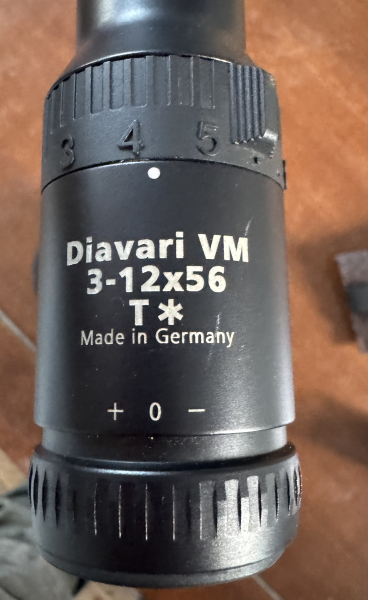 3 4 5
Diavari VM
3-12x56
T*
Made in Germany
+ 0 -